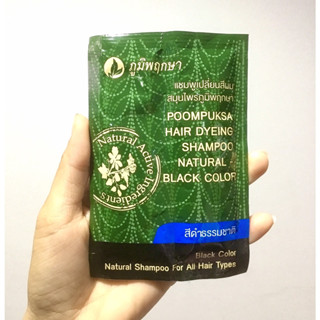 ภูมิพฤกษา
แชมพูเปลี่ยนสีผม
สมุนไพรภูมิพฤกษา
POOMPUKSA
HAIR DYEING
SHAMPOO
NATURAL
BLACK COLOR
Natural Active Ingredient's
สีดำธรรมชาติ
Black Color
Natural Shampoo For All Hair Types